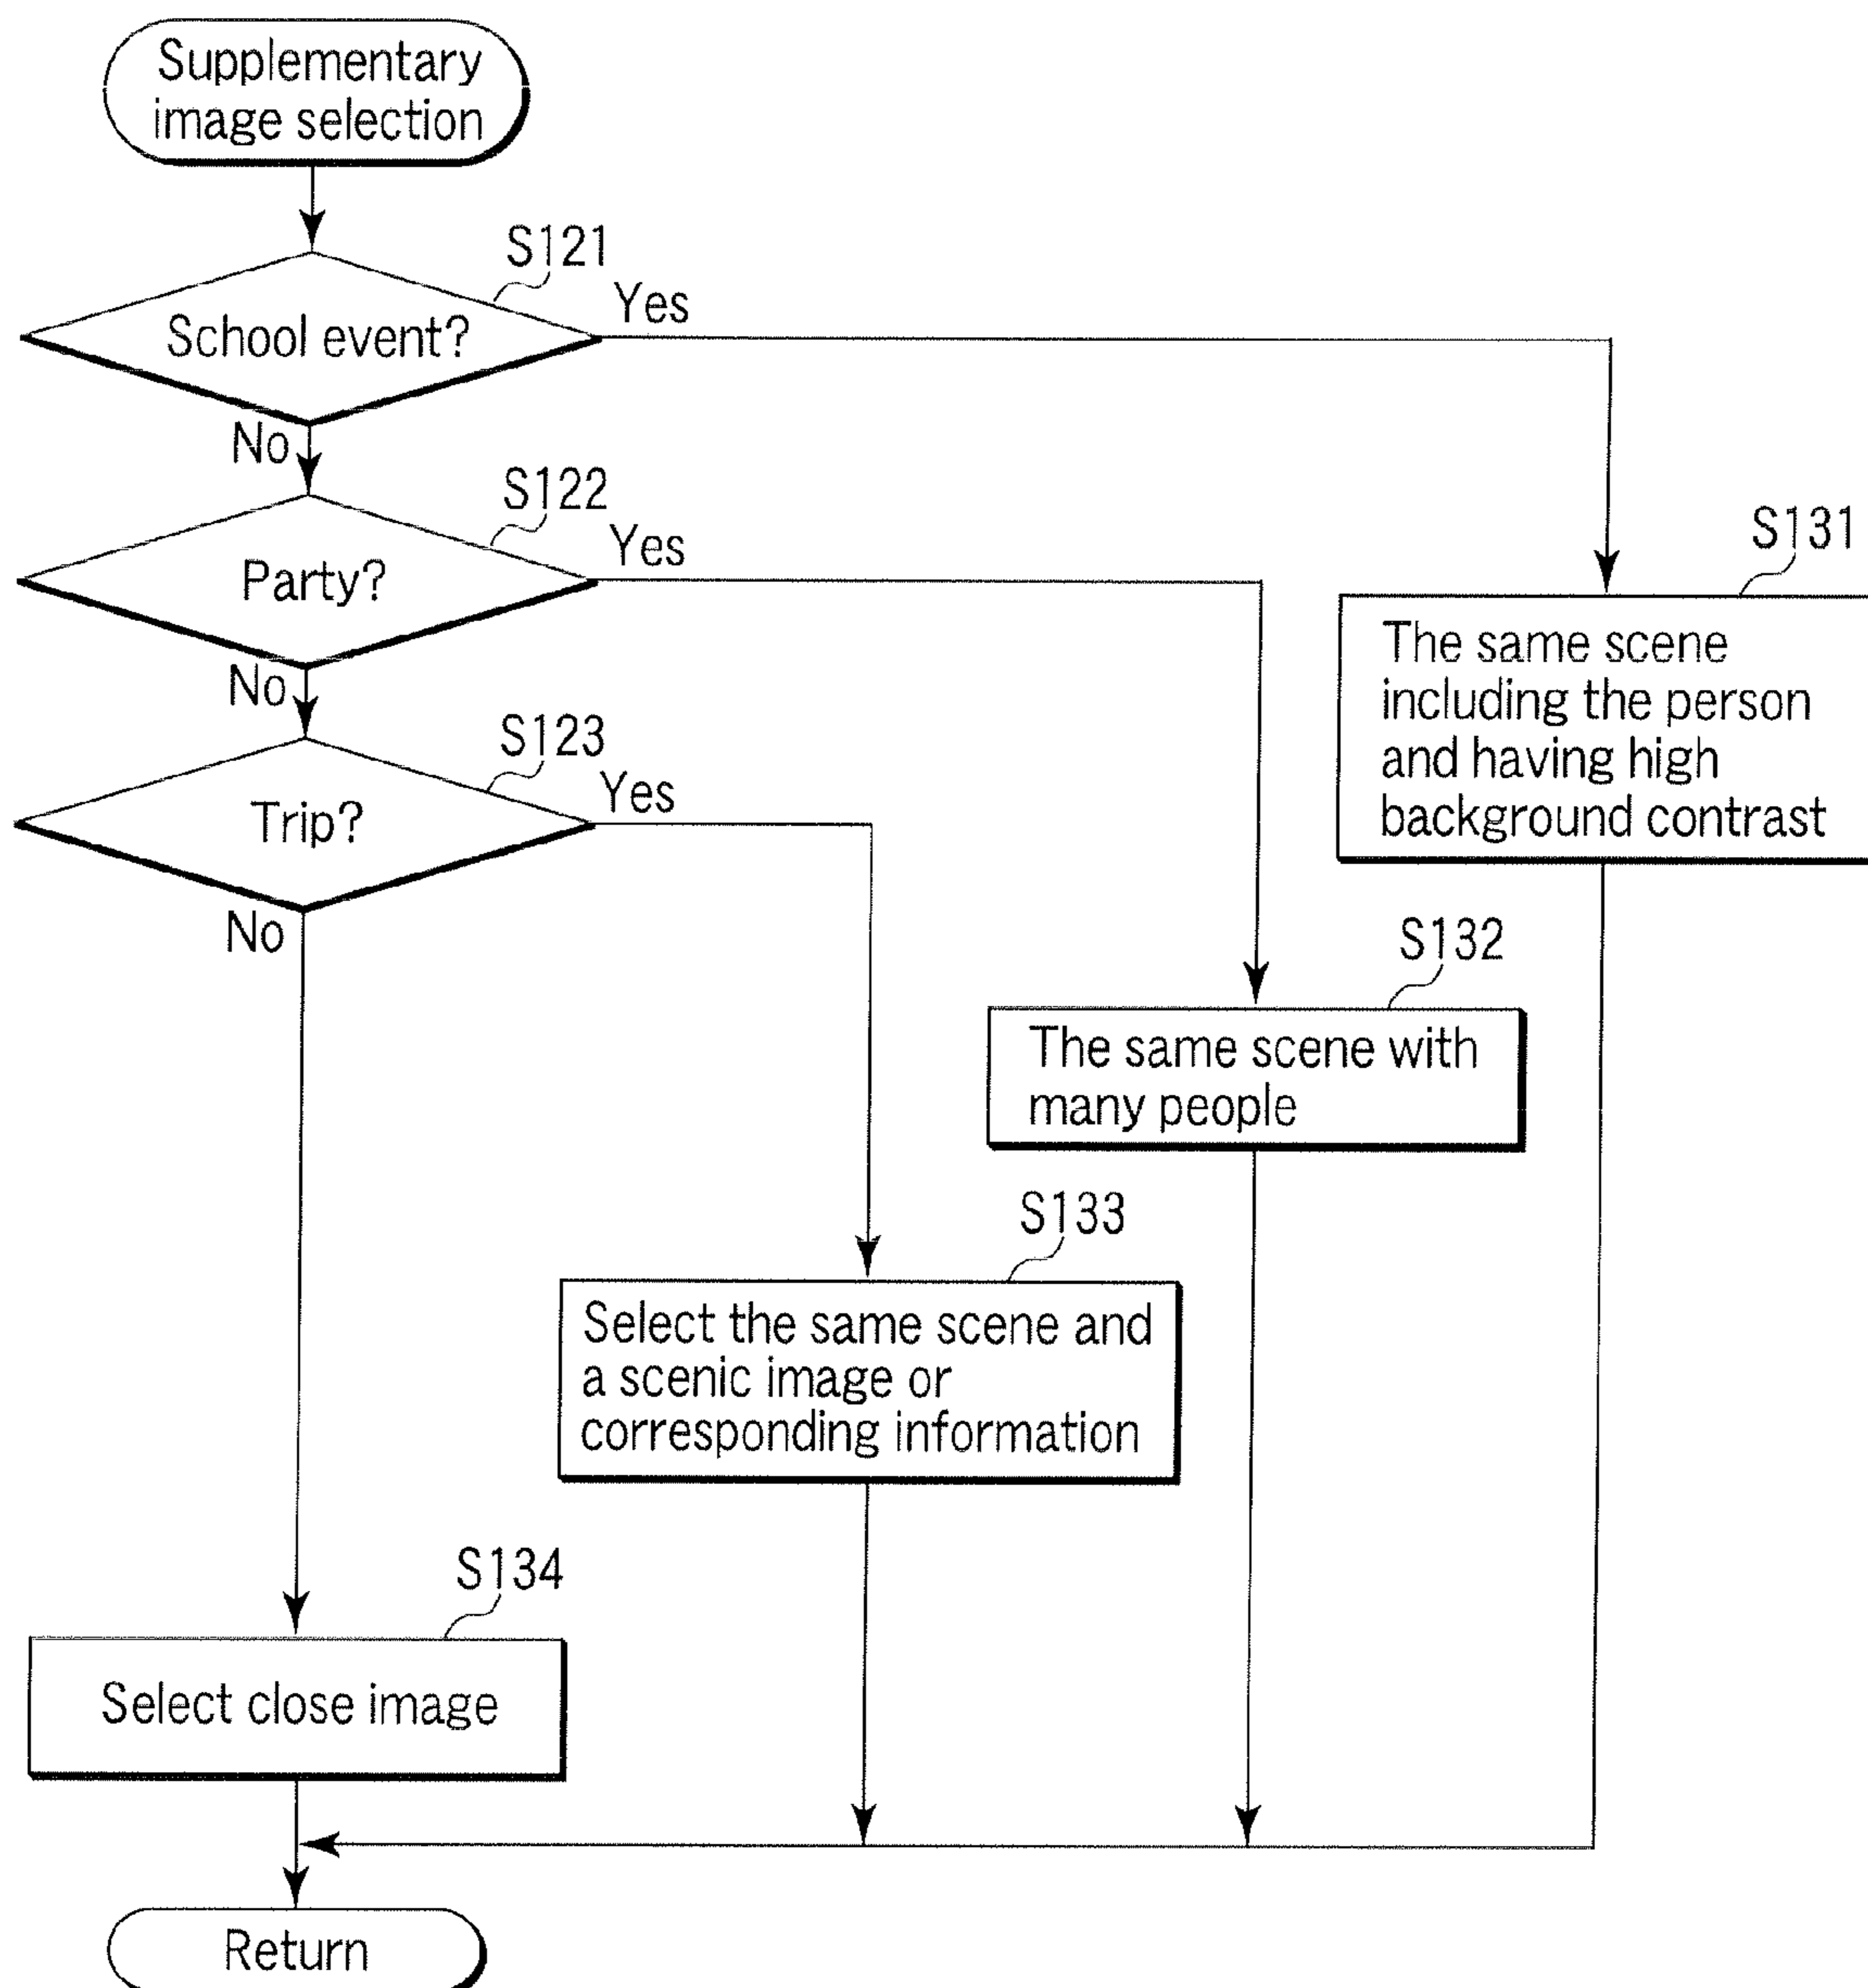 Supplementary
image selection
S121
School event?
Yes
No
S122
Party?
Yes
No
S123
Trip?
Yes
No
S131
The same scene
including the person
and having high
background contrast
S132
The same scene with
many people
S133
Select the same scene and
a scenic image or
corresponding information
S134
Select close image
Return